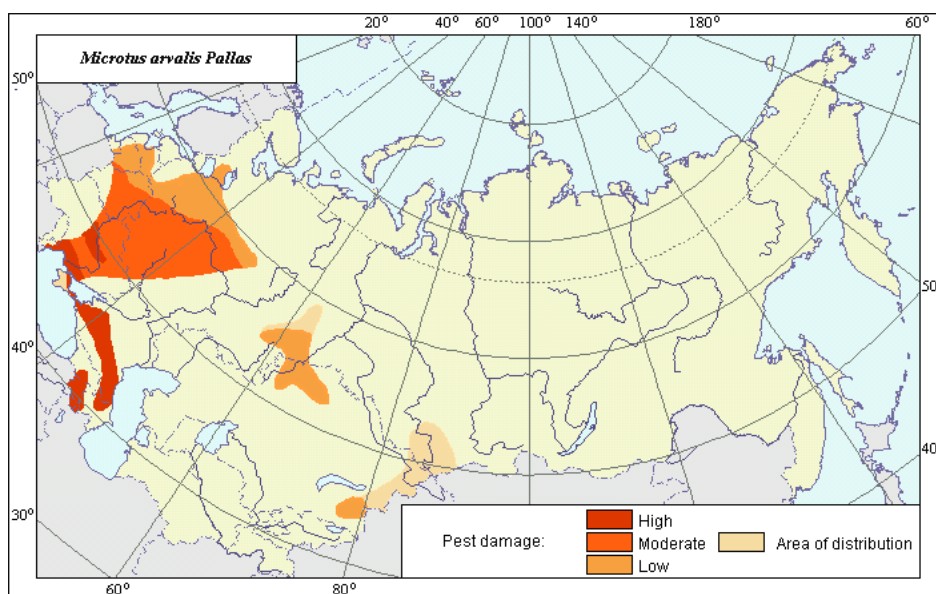 20° 40° 60° 100° 140° 180° 60°
Microtus arvalis Pallas
50°
50
40°
40
30°
High
Pest damage: Moderate Area of distribution
Low
60° 80°